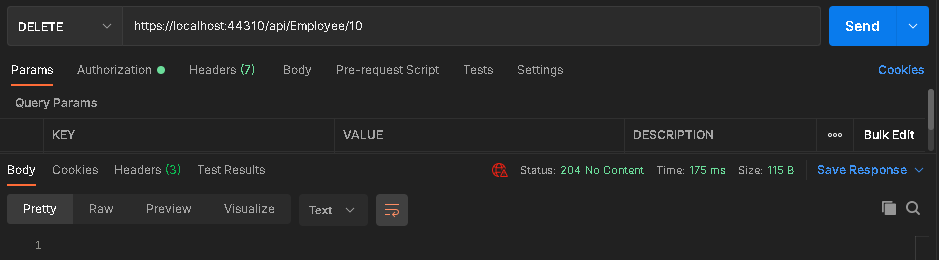 DELETE https://localhost:44310/api/Employee/10 Send
Params Authorization Headers (7) Body Pre-request Script Tests Settings Cookies
Query Params
KEY VALUE DESCRIPTION ooo Bulk Edit
Body Cookies Headers (3) Test Results Status: 204 No Content Time: 175 ms Size: 115 B Save Response
Pretty Raw Preview Visualize Text
1